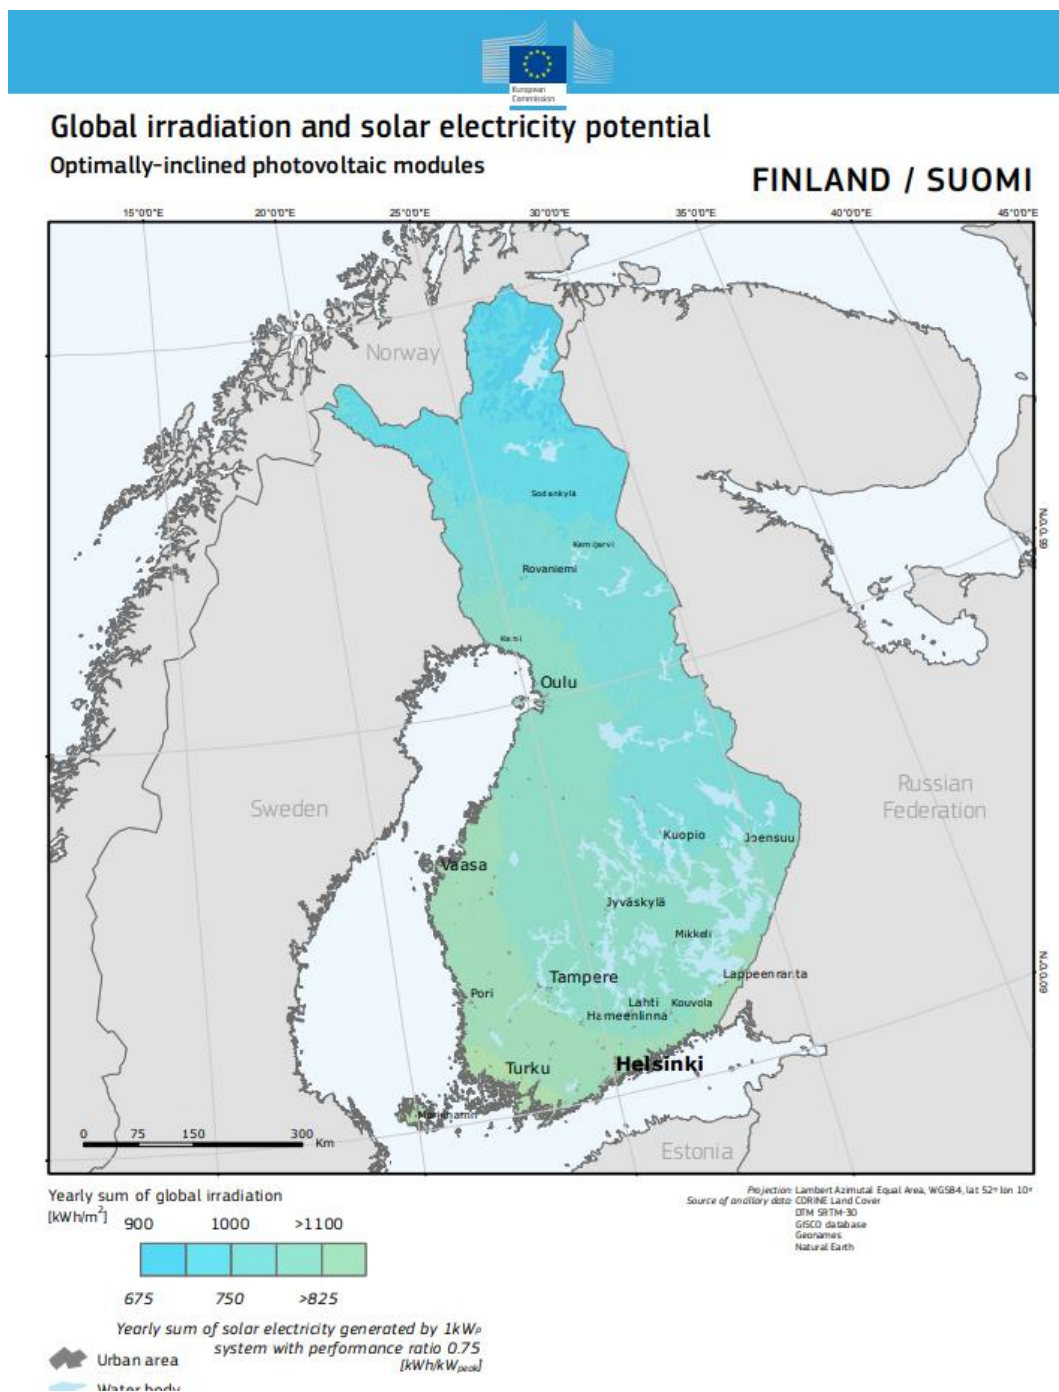 European
Commission
Global irradiation and solar electricity potential
Optimally-inclined photovoltaic modules
FINLAND / SUOMI
15°0'0"E 20°0'0"E 25°0'0"E 30°0'0"E 35°0'0"E 40°0'0"E 45°0'0"E
Norway
Sodankylä
65°0'0"N
Kemijarvi
Rovaniemi
Kemi
Oulu
Russian
Federation
Sweden
Kuopio
Joensuu
Vaasa
Jyväskylä
Mikkeli
Tampere
Lappeenranta
60°0'0"N
Pori
Lahti
Kouvola
Hameenlinna
Helsinki
Turku
Mariehamn
0 75 150 300 Km
Estonia
Yearly sum of global irradiation
[kWh/m²]
900 1000 >1100
675 750 >825
Yearly sum of solar electricity generated by 1kWp
system with performance ratio 0.75
[kWh/kWpeak]
Urban area
Water body
Projection: Lambert Azimutal Equal Area, WGS84, lat 52° lon 10°
Source of ancillary data: CORINE Land Cover
DTM SRTM-30
GISCO database
Geonames
Natural Earth